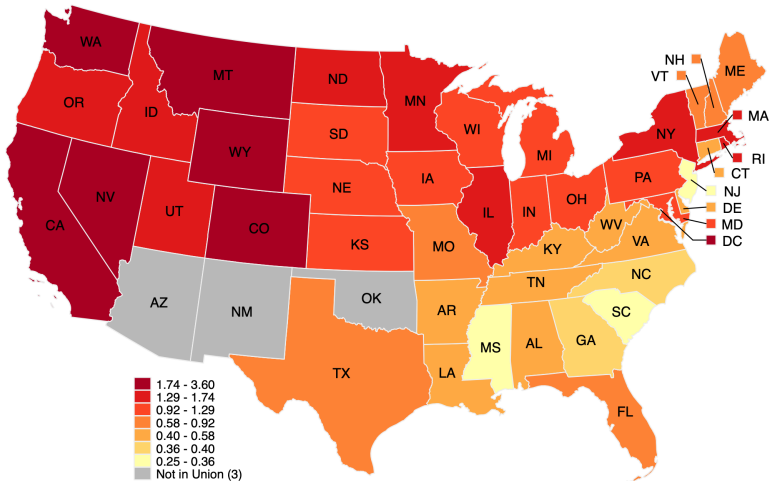 WA
MT
ND
MN
OR
ID
SD
WI
MI
NH
VT
ME
WY
NY
MA
RI
CT
NJ
NE
IA
PA
DE
NV
UT
IL
IN
OH
MD
CA
CO
DC
WV
KS
MO
KY
VA
AZ
NM
OK
TN
NC
AR
SC
MS
AL
GA
TX
LA
FL
1.74 - 3.60
1.29 - 1.74
0.92 - 1.29
0.58 - 0.92
0.40 - 0.58
0.36 - 0.40
0.25 - 0.36
Not in Union (3)